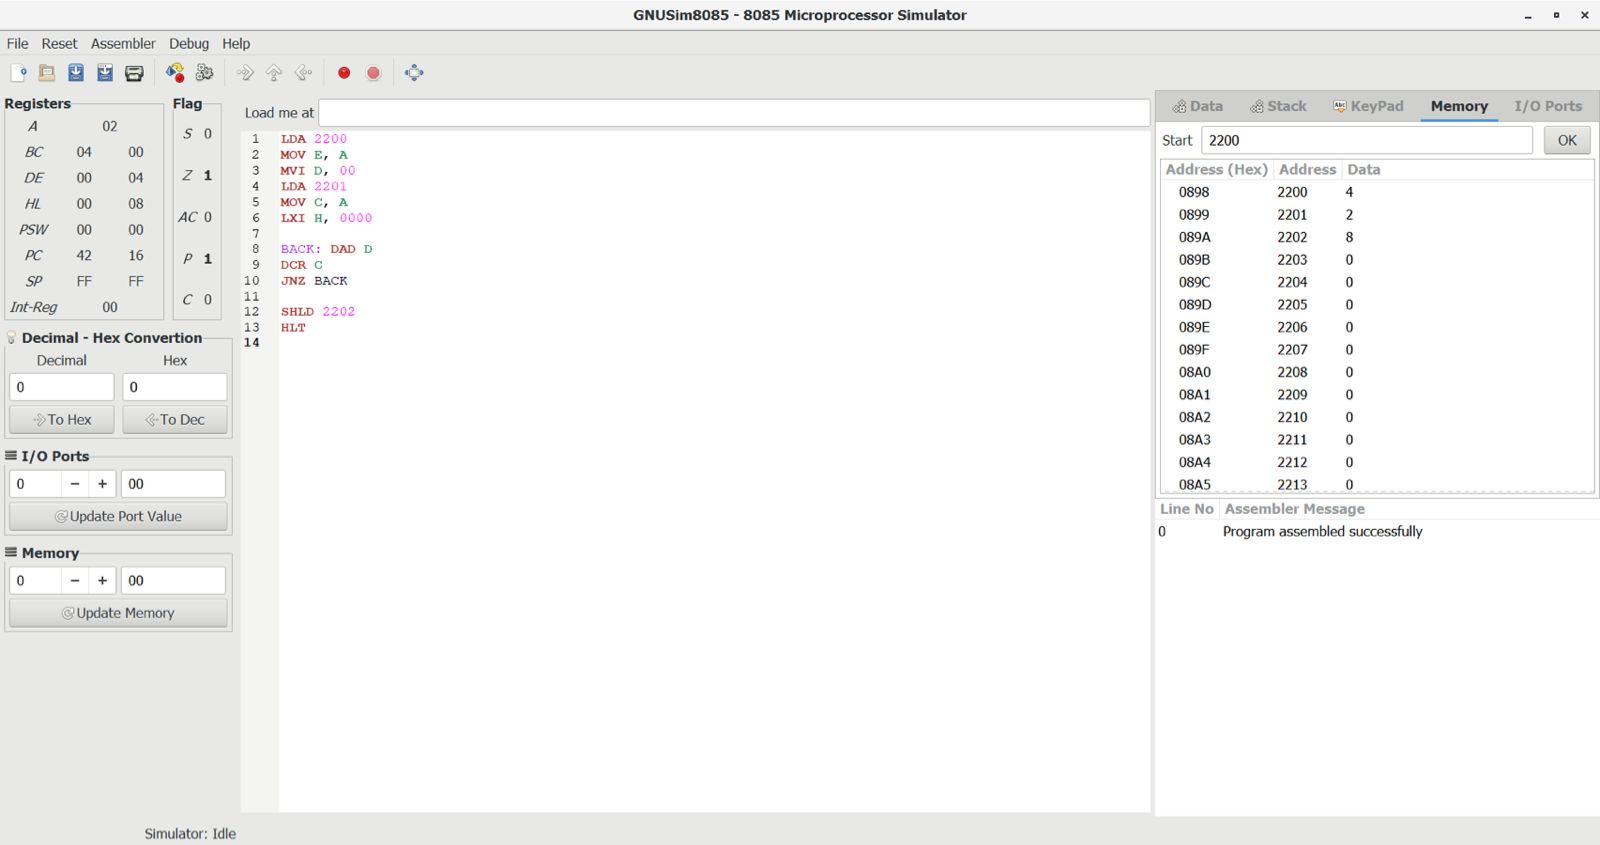 GNUSim8085 - 8085 Microprocessor Simulator
File Reset Assembler Debug Help
Registers
A 02
BC 04 00
DE 00 04
HL 00 08
PSW 00 00
PC 42 16
SP FF FF
Int-Reg 00
Flag
S 0
Z 1
AC 0
P 1
C 0
Decimal - Hex Convertion
Decimal Hex
0 0
To Hex To Dec
I/O Ports
0 - + 00
Update Port Value
Memory
0 - + 00
Update Memory
Load me at
1 LDA 2200
2 MOV E, A
3 MVI D, 00
4 LDA 2201
5 MOV C, A
6 LXI H, 0000
7
8 BACK: DAD D
9 DCR C
10 JNZ BACK
11
12 SHLD 2202
13 HLT
14
Data Stack Abc KeyPad Memory I/O Ports
Start 2200 OK
Address (Hex) Address Data
0898 2200 4
0899 2201 2
089A 2202 8
089B 2203 0
089C 2204 0
089D 2205 0
089E 2206 0
089F 2207 0
08A0 2208 0
08A1 2209 0
08A2 2210 0
08A3 2211 0
08A4 2212 0
08A5 2213 0
Line No Assembler Message
0 Program assembled successfully
Simulator: Idle